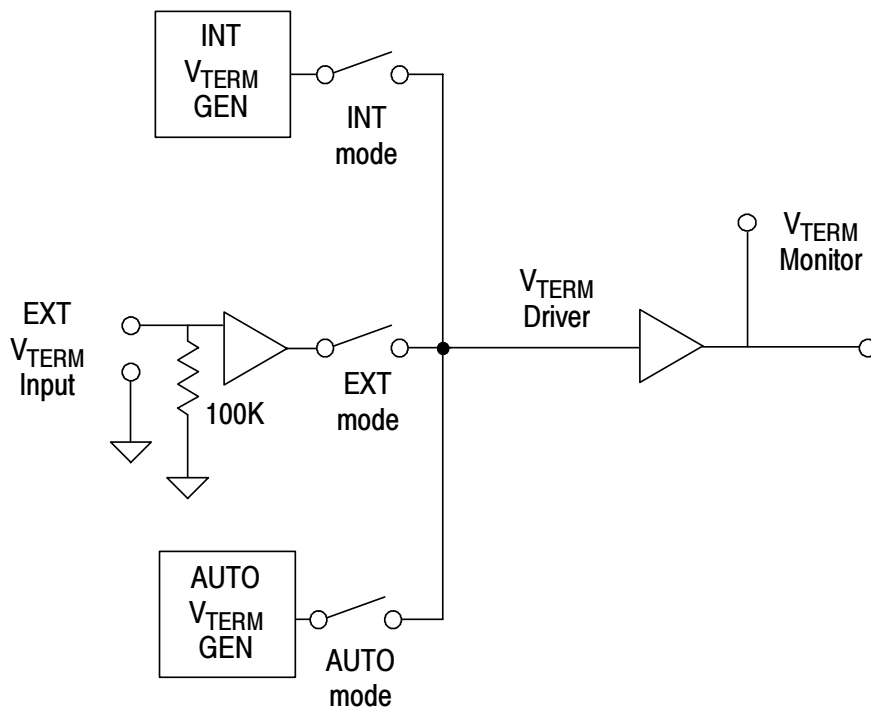 INT
VTERM
GEN
INT
mode
VTERM
Monitor
VTERM
Driver
EXT
VTERM
Input
100K
EXT
mode
AUTO
VTERM
GEN
AUTO
mode